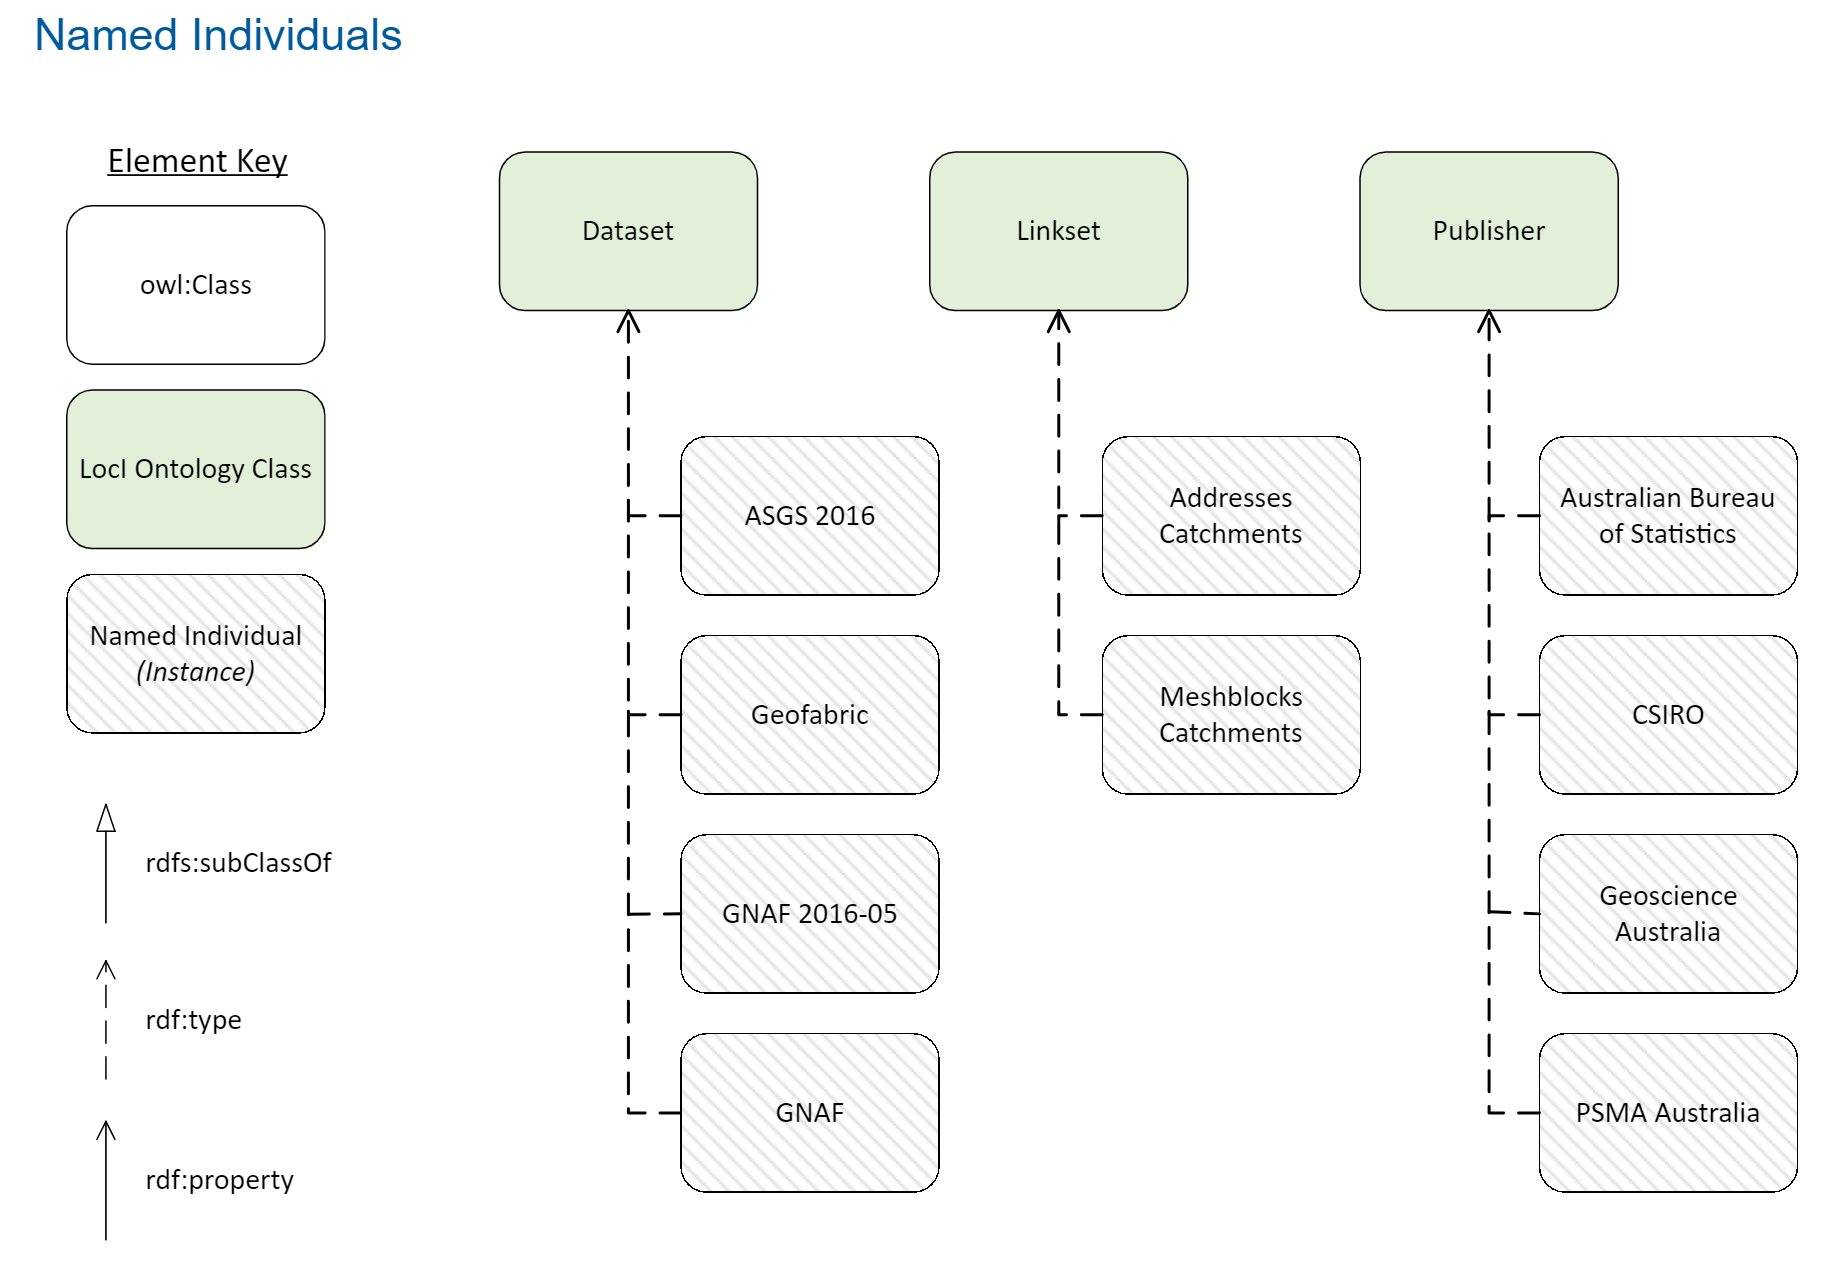 Named Individuals
Element Key
owl:Class
LocI Ontology Class
Named Individual
(Instance)
rdfs:subClassOf
rdf:type
rdf:property
Dataset
ASGS 2016
Geofabric
GNAF 2016-05
GNAF
Linkset
Addresses
Catchments
Meshblocks
Catchments
Publisher
Australian Bureau
of Statistics
CSIRO
Geoscience
Australia
PSMA Australia